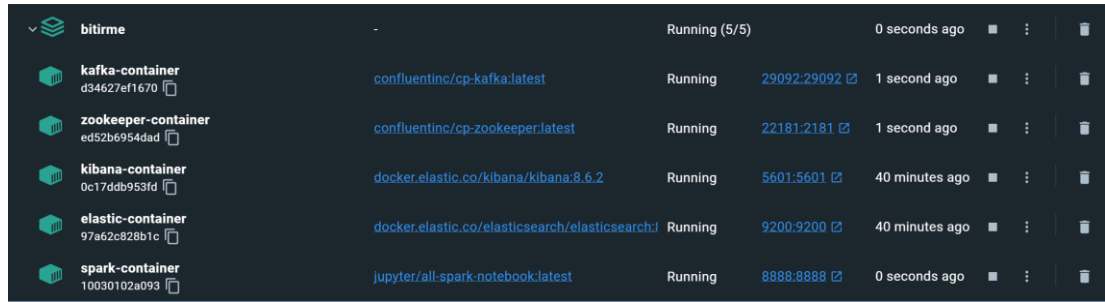 bitirme - Running (5/5) 0 seconds ago
kafka-container confluentinc/cp-kafka:latest Running 29092:29092 1 second ago
d34627ef1670
zookeeper-container confluentinc/cp-zookeeper:latest Running 22181:2181 1 second ago
ed52b6954dad
kibana-container docker.elastic.co/kibana/kibana:8.6.2 Running 5601:5601 40 minutes ago
0c17ddb953fd
elastic-container docker.elastic.co/elasticsearch/elasticsearch: Running 9200:9200 40 minutes ago
97a62c828b1c
spark-container jupyter/all-spark-notebook:latest Running 8888:8888 0 seconds ago
10030102a093